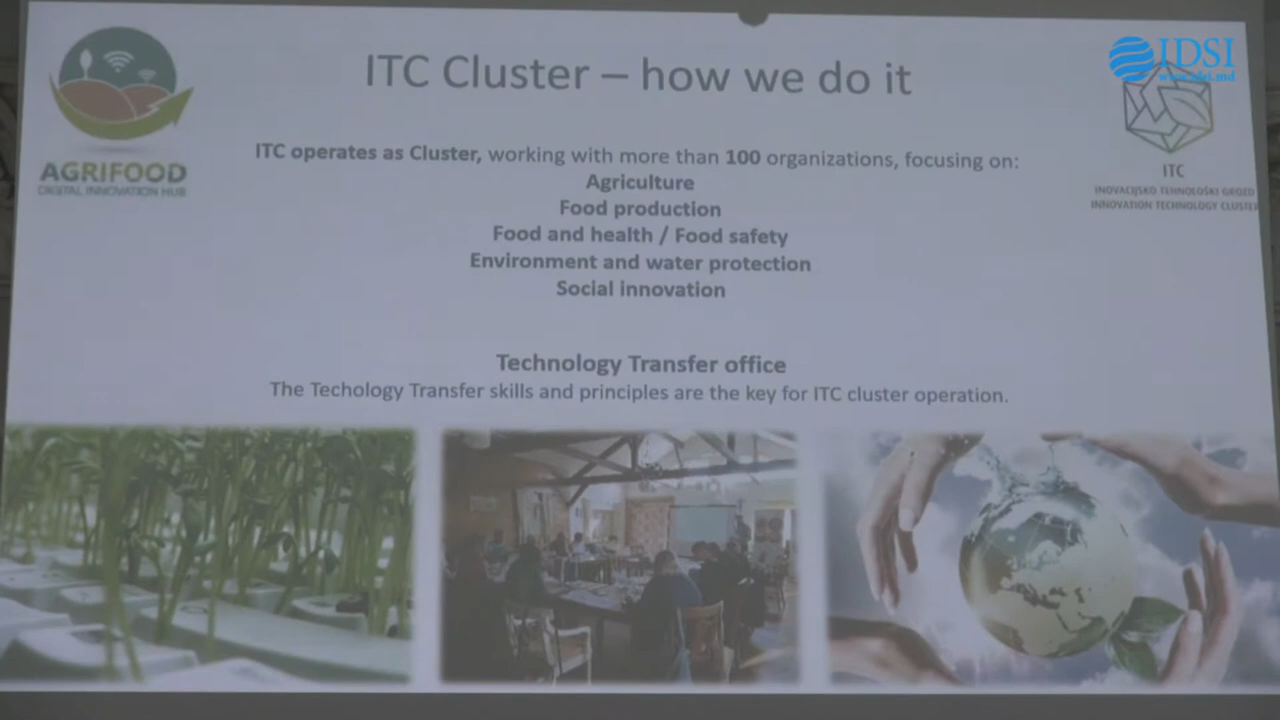 ITC Cluster – how we do it
IDSI
www.idsi.md
AGRIFOOD
DIGITAL INNOVATION HUB
ITC
INOVACIJSKO TEHNOLOŠKI GROZD
INNOVATION TECHNOLOGY CLUSTER
ITC operates as Cluster, working with more than 100 organizations, focusing on:
Agriculture
Food production
Food and health / Food safety
Environment and water protection
Social innovation
Technology Transfer office
The Techology Transfer skills and principles are the key for ITC cluster operation.